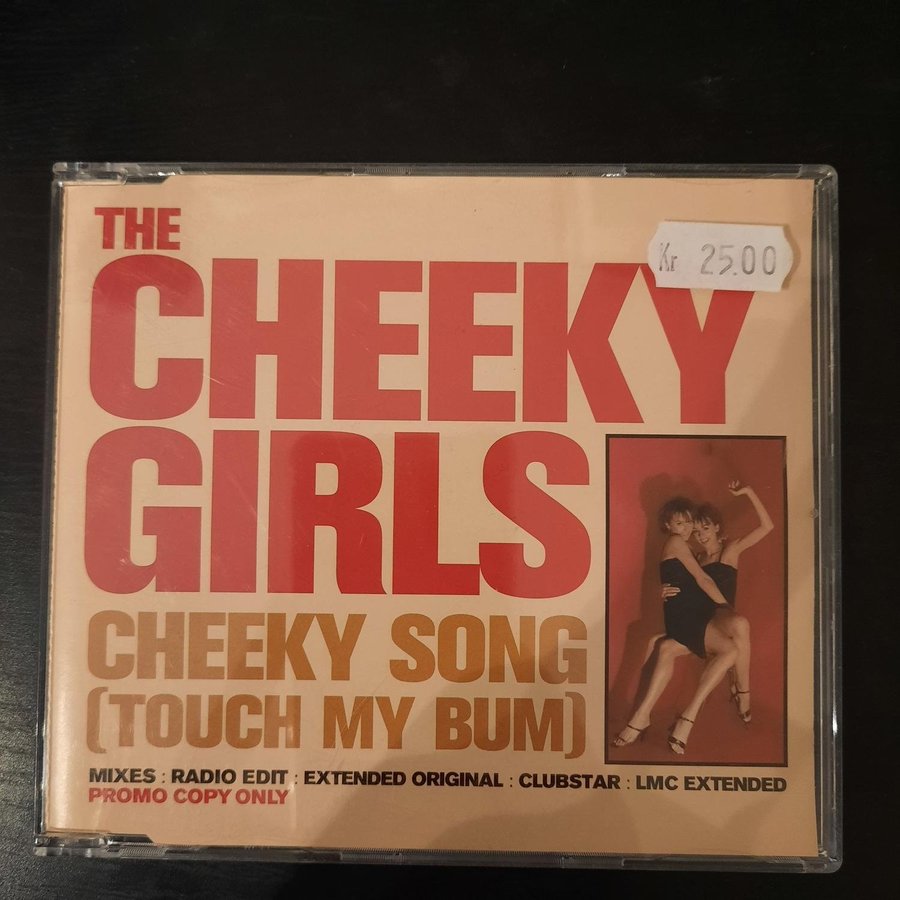 THE
Kr 25.00
CHEEKY
GIRLS
CHEEKY SONG
(TOUCH MY BUM)
MIXES : RADIO EDIT : EXTENDED ORIGINAL : CLUBSTAR : LMC EXTENDED
PROMO COPY ONLY